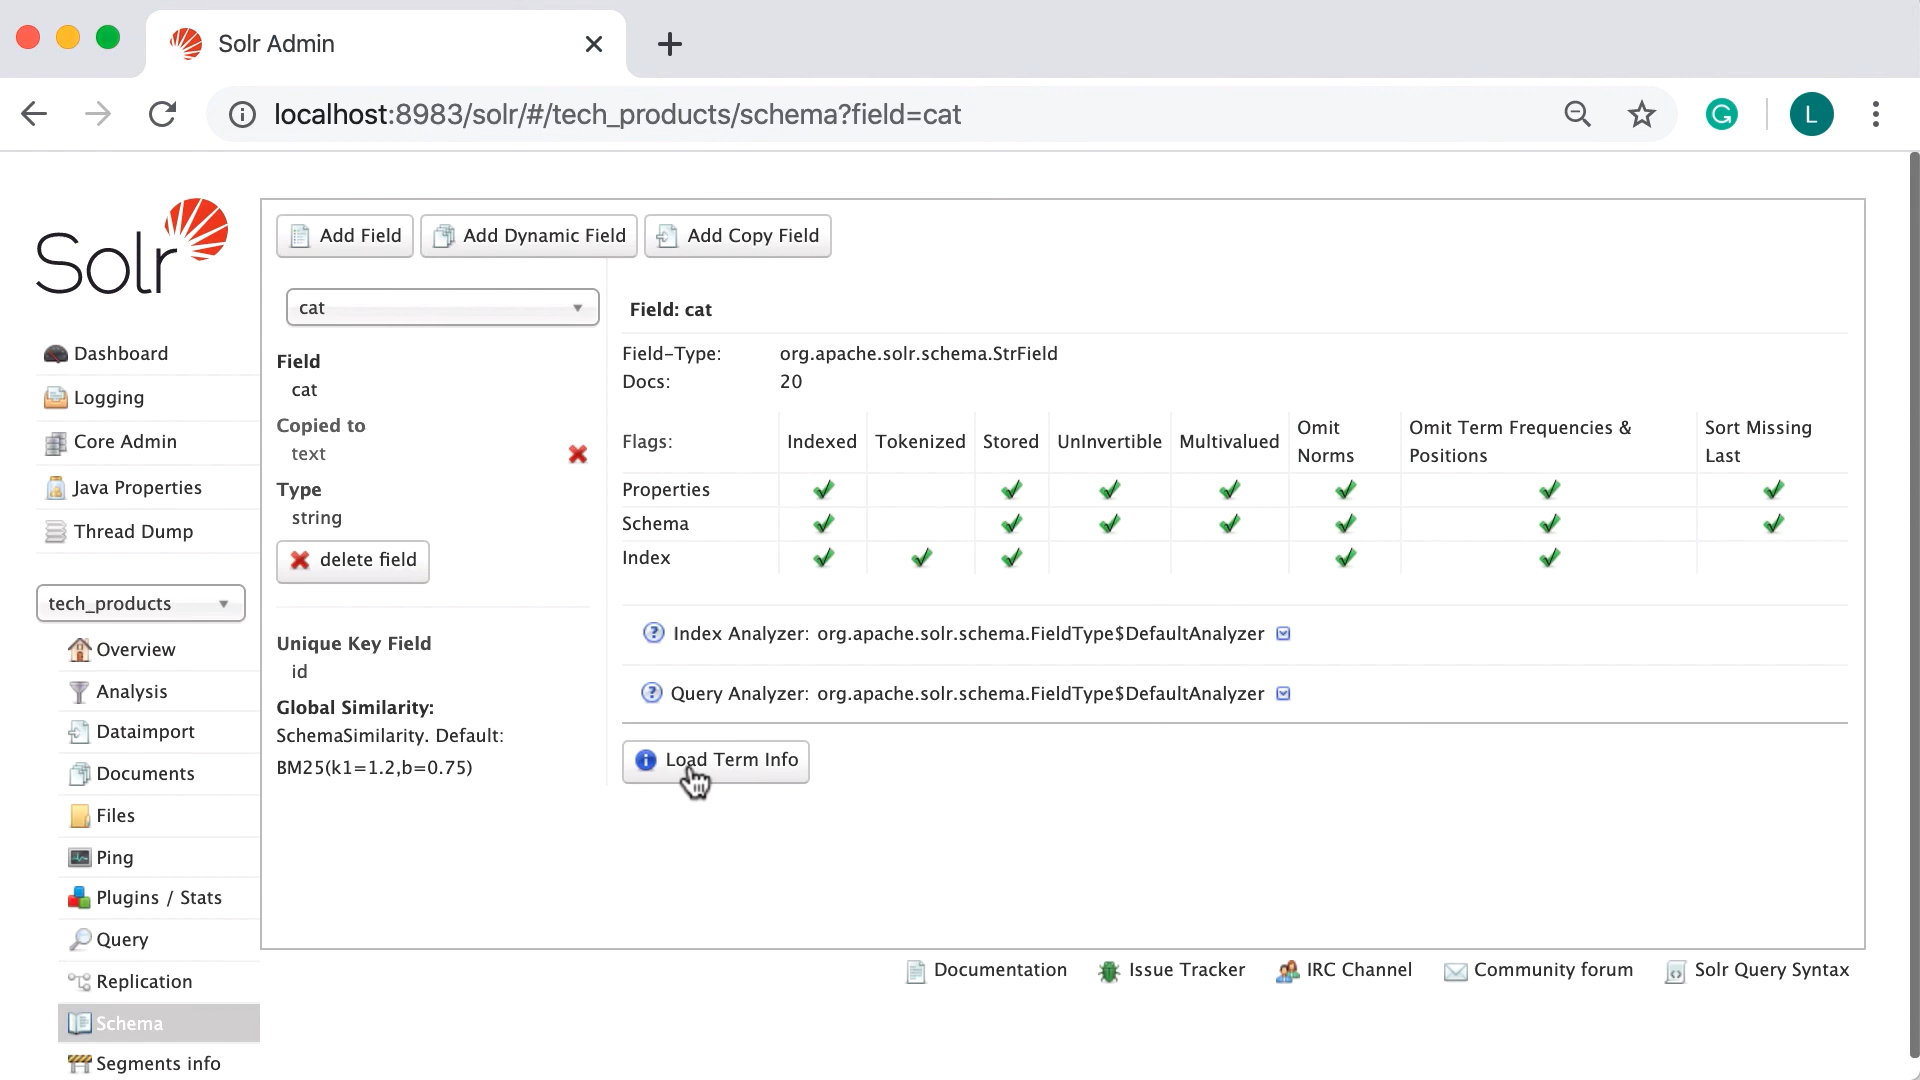 Solr Admin
localhost:8983/solr/#/tech_products/schema?field=cat
G
L
Solr
Dashboard
Logging
Core Admin
Java Properties
Thread Dump
tech_products
Overview
Analysis
Dataimport
Documents
Files
Ping
Plugins / Stats
Query
Replication
Schema
Segments info
Add Field
Add Dynamic Field
Add Copy Field
cat
Field
cat
Copied to
text
Type
string
delete field
Unique Key Field
id
Global Similarity:
SchemaSimilarity. Default:
BM25(k1=1.2,b=0.75)
Field: cat
Field-Type: org.apache.solr.schema.StrField
Docs: 20
Flags: Indexed Tokenized Stored UnInvertible Multivalued Omit Norms Omit Term Frequencies & Positions Sort Missing Last
Properties
Schema
Index
Index Analyzer: org.apache.solr.schema.FieldType$DefaultAnalyzer
Query Analyzer: org.apache.solr.schema.FieldType$DefaultAnalyzer
Load Term Info
Documentation Issue Tracker IRC Channel Community forum Solr Query Syntax